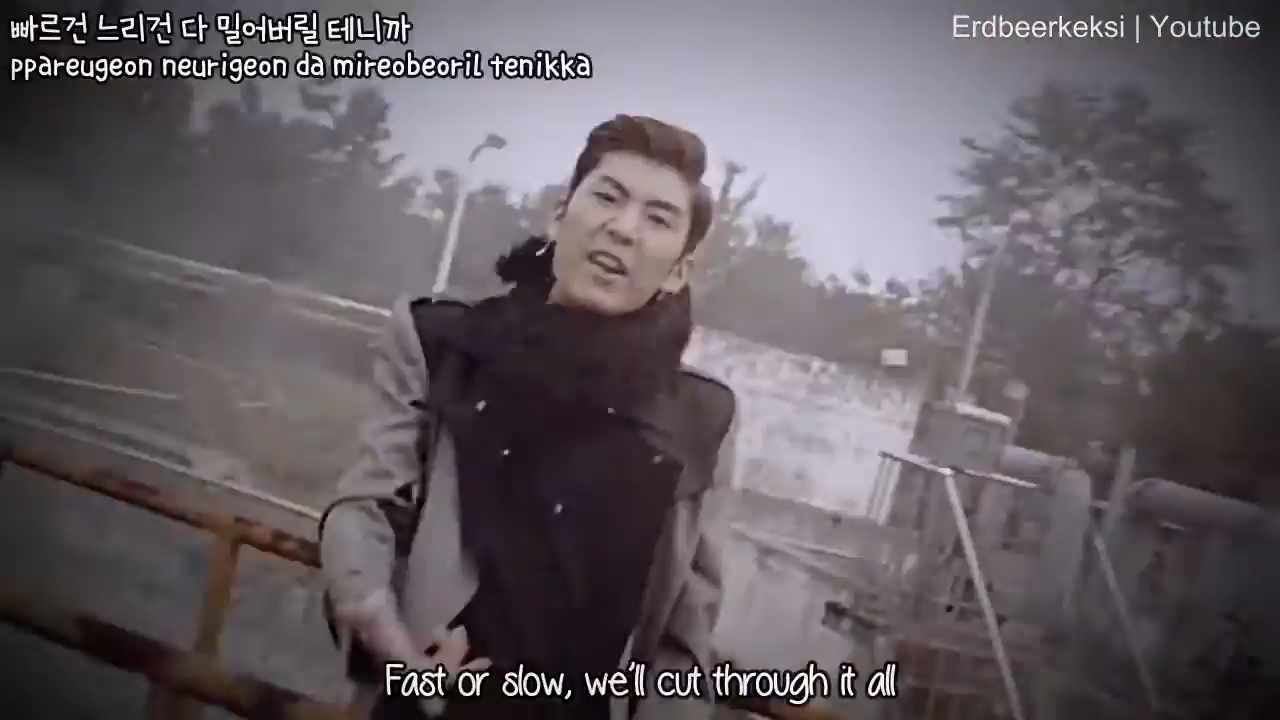 빠르건 느리건 다 밀어버릴 테니까
Erdbeerkeksi | Youtube
ppareugeon neurigeon da mireobeoril tenikka
Fast or slow, we'll cut through it all